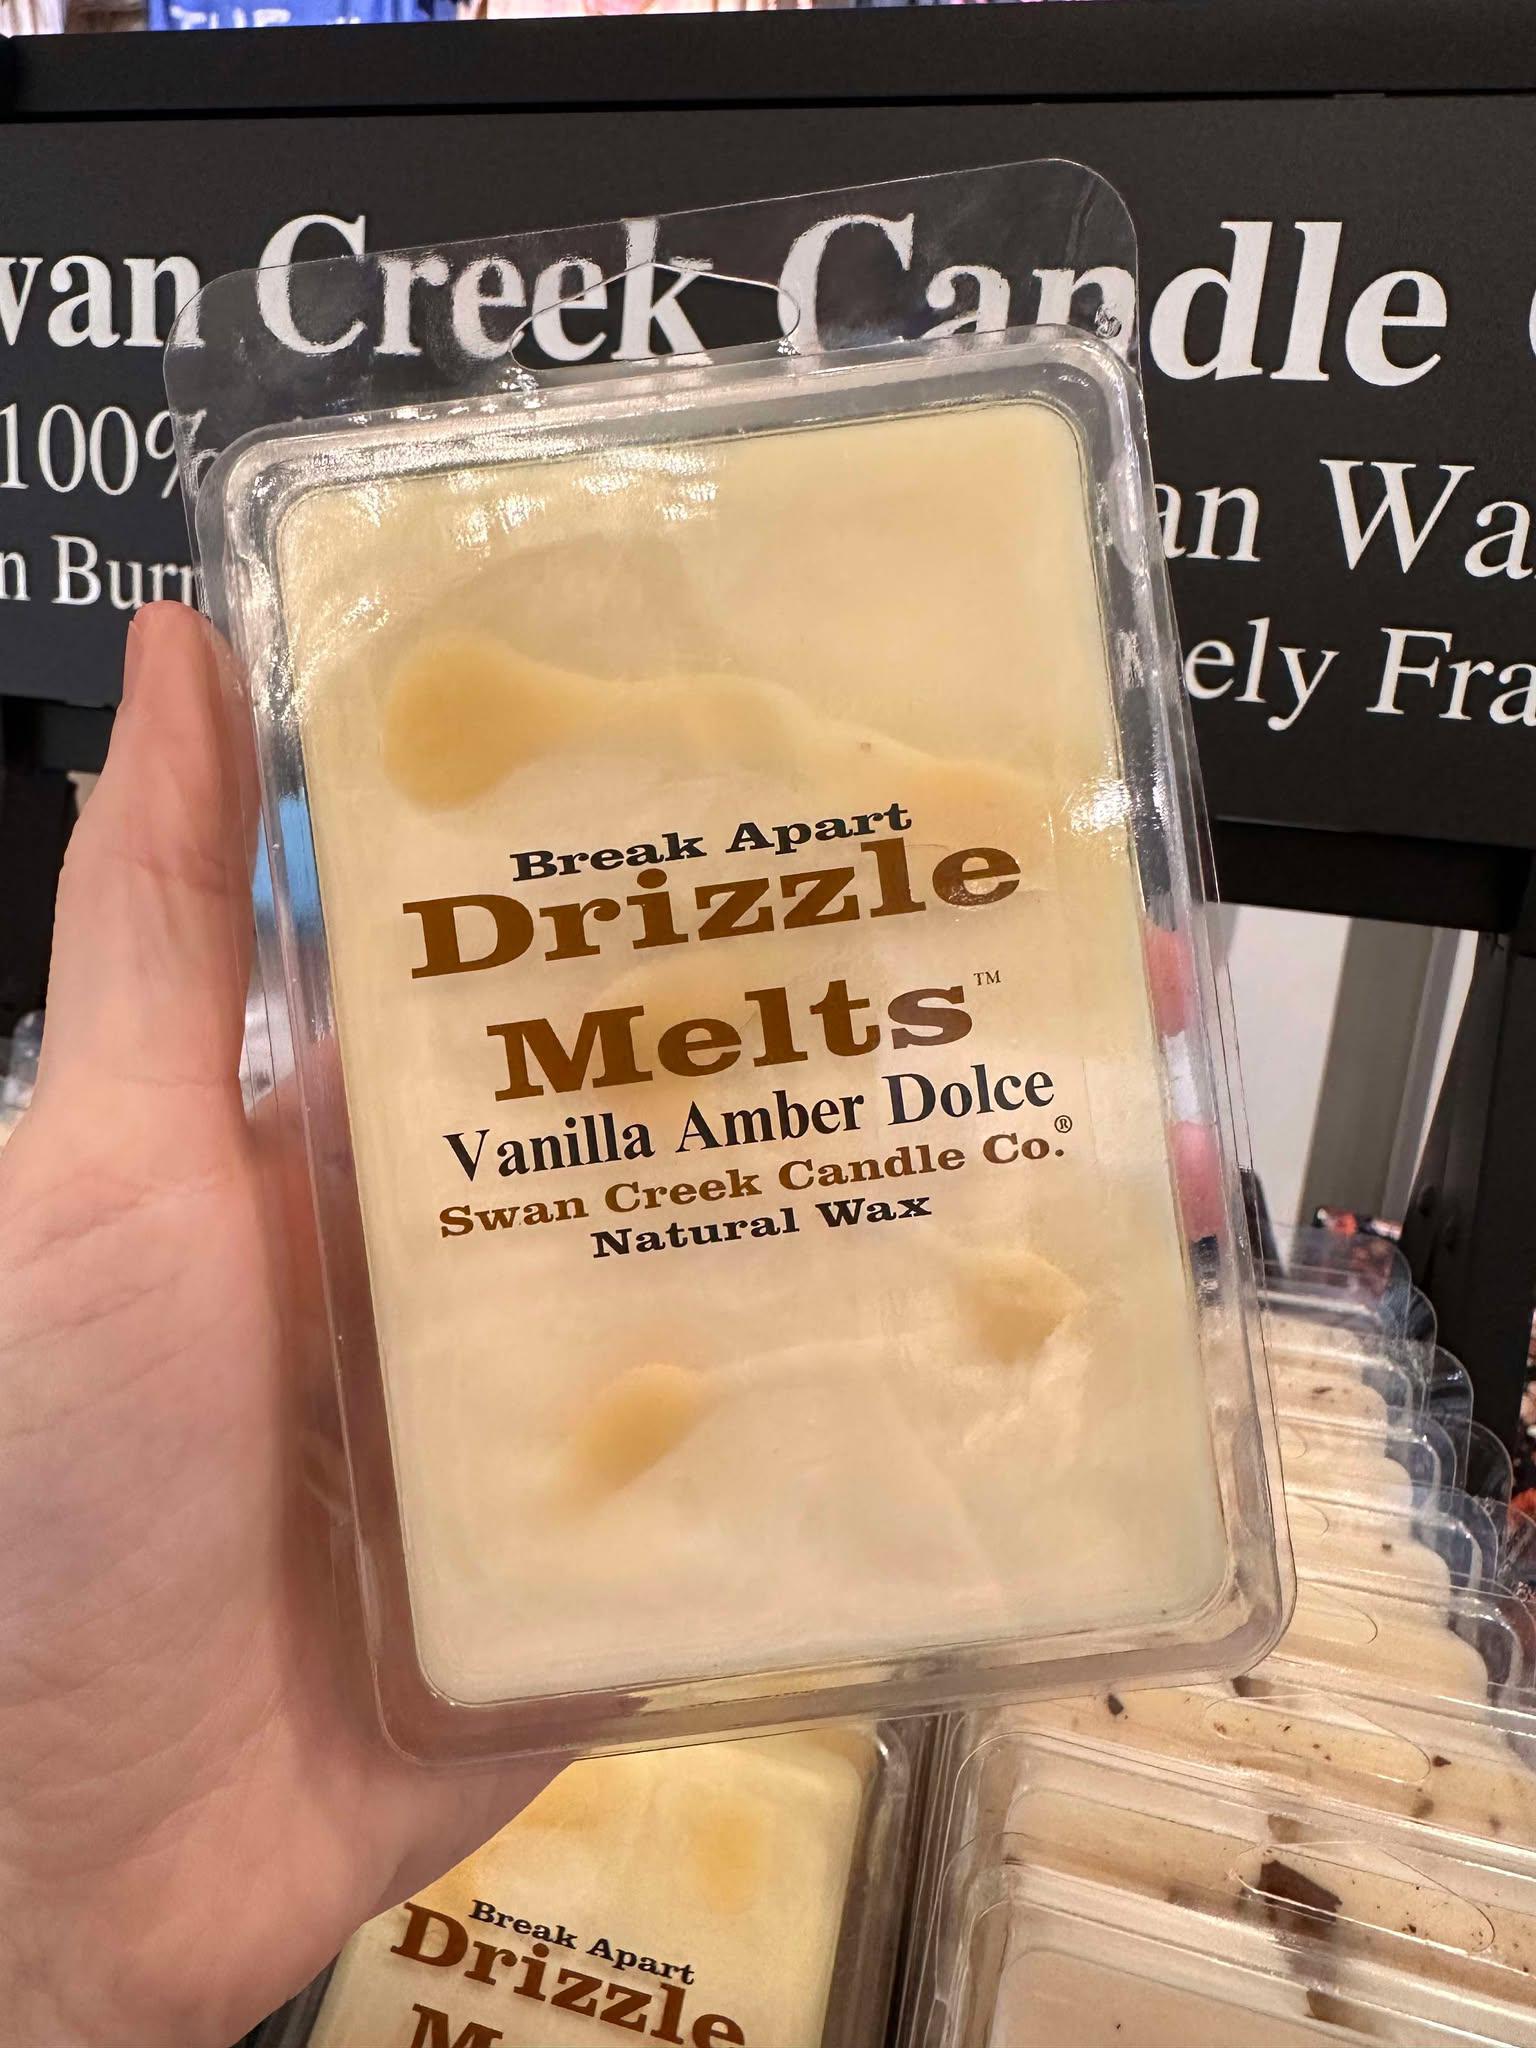 Creek Candle
100%
an Wa
Burn
ely Fra
Break Apart
Drizzle
Melts™
Vanilla Amber Dolce
Swan Creek Candle Co.®
Natural Wax
Break Apart
Drizzle